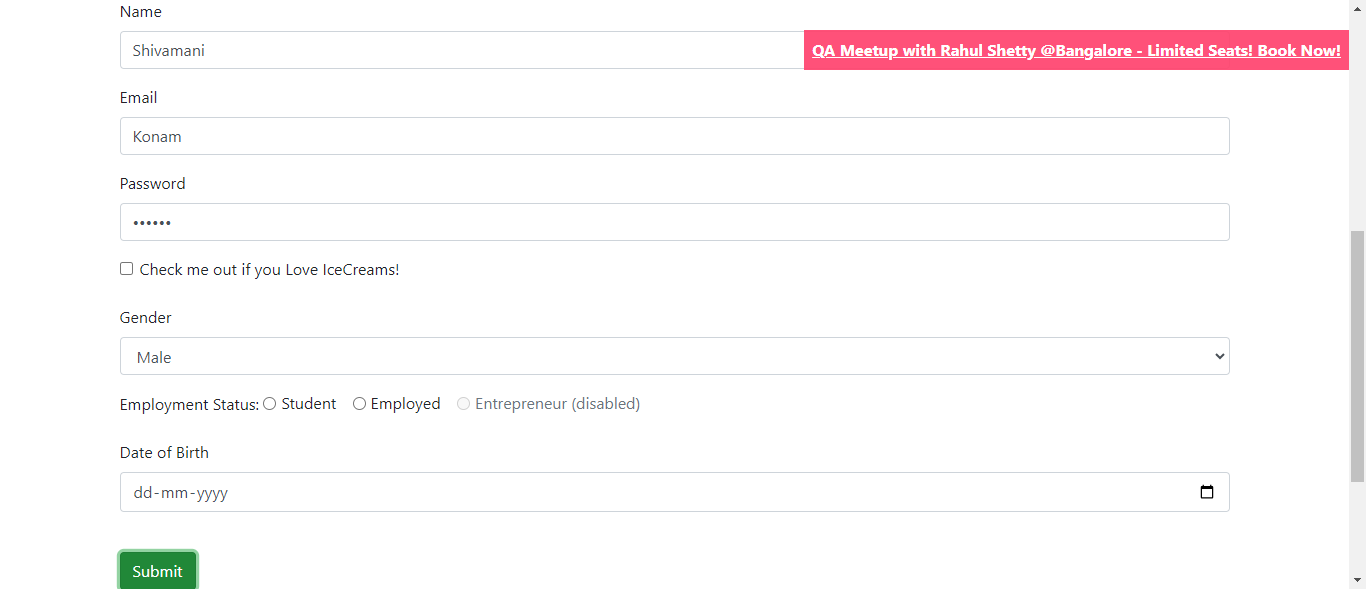 Name
Shivamani
QA Meetup with Rahul Shetty @Bangalore - Limited Seats! Book Now!
Email
Konam
Password
••••••
Check me out if you Love IceCreams!
Gender
Male
Employment Status: Student Employed Entrepreneur (disabled)
Date of Birth
dd-mm-yyyy
Submit